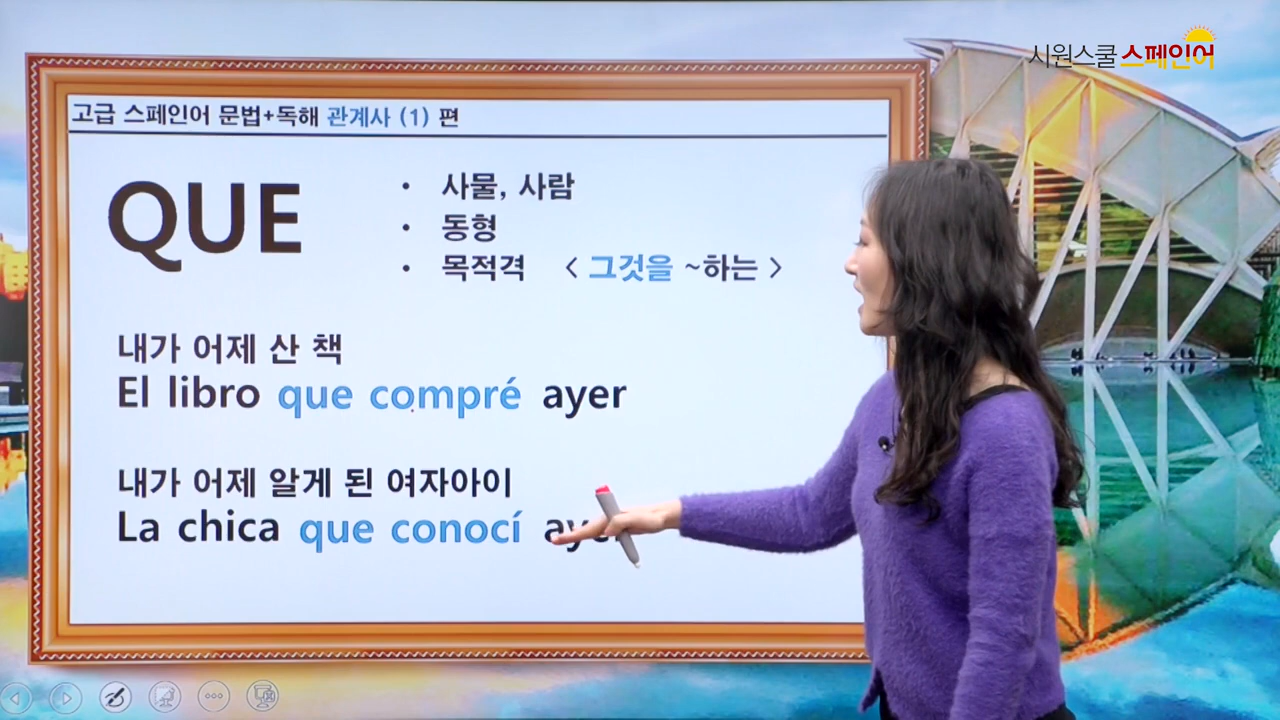 시원스쿨 스페인어
고급 스페인어 문법+독해 관계사 (1) 편
QUE
• 사물, 사람
• 동형
• 목적격 < 그것을 ~하는 >
내가 어제 산 책
El libro que compré ayer
내가 어제 알게 된 여자아이
La chica que conocí